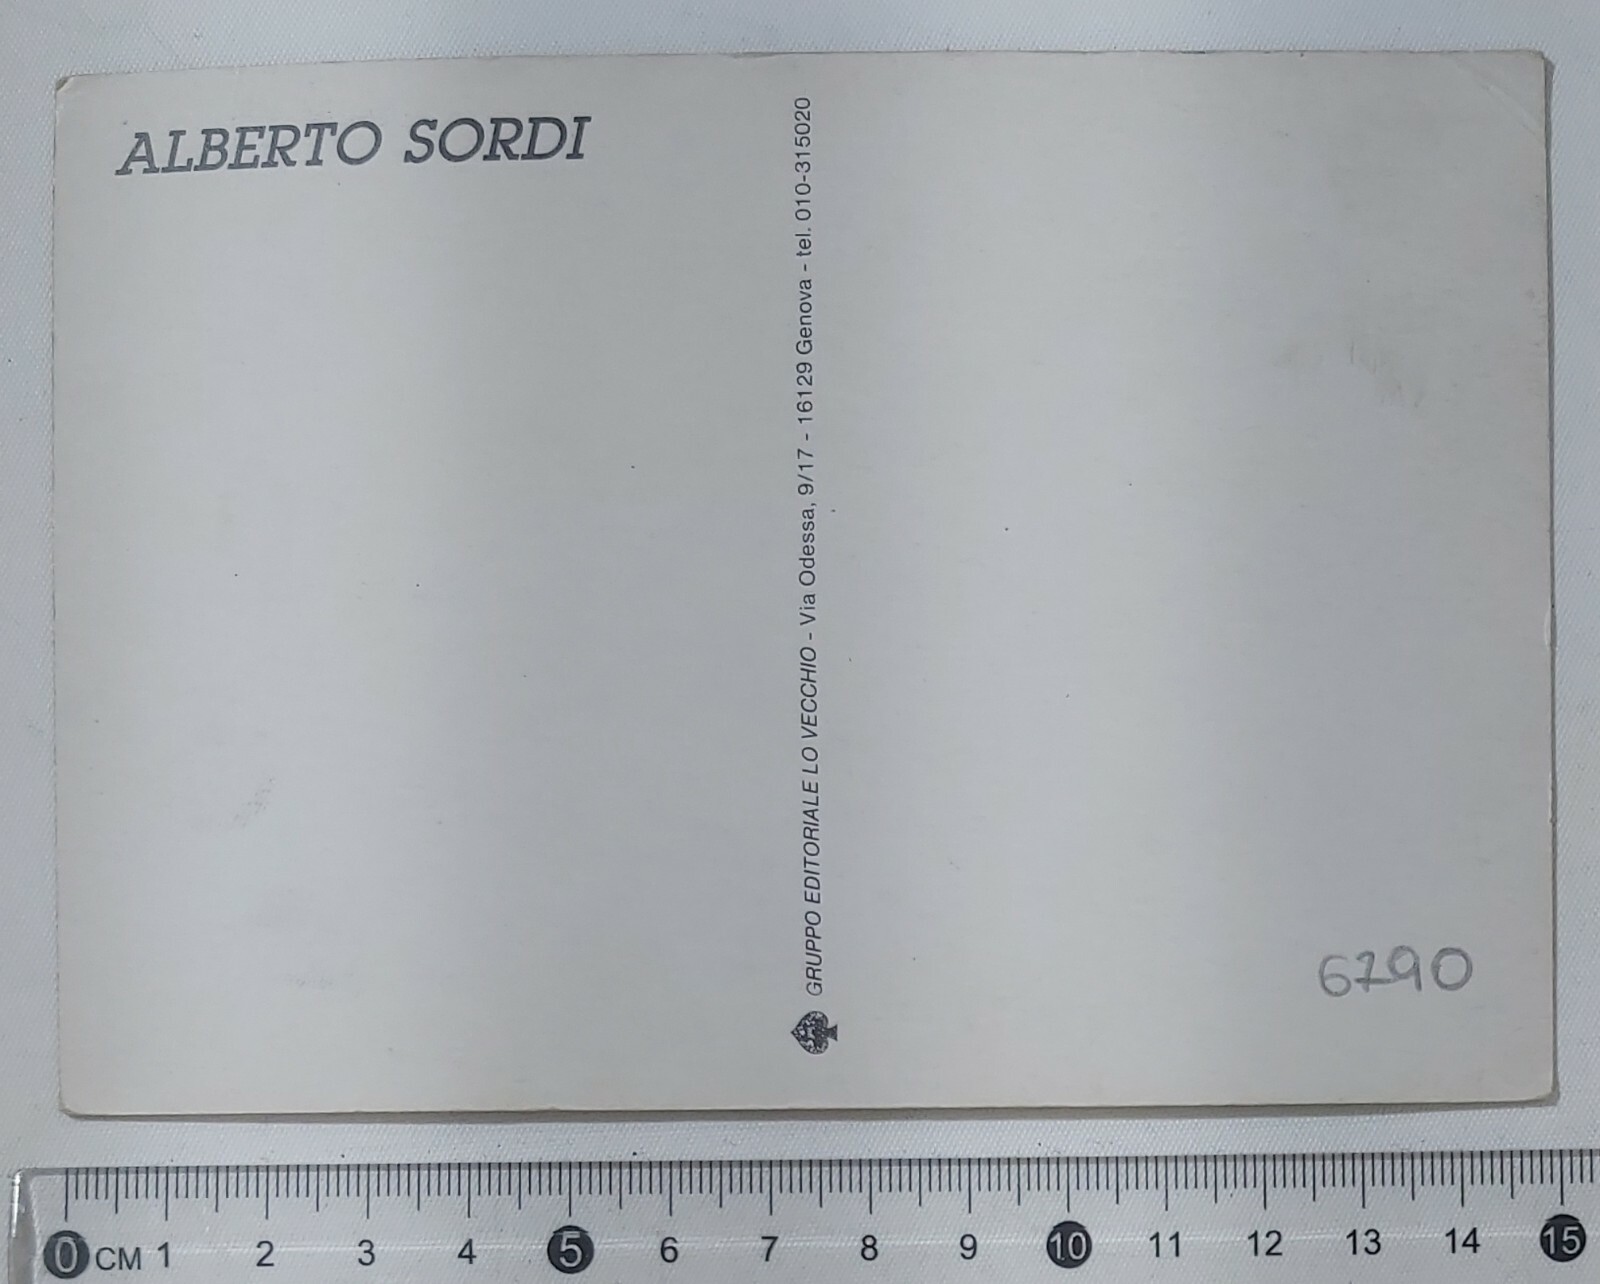 ALBERTO SORDI
GRUPPO EDITORIALE LO VECCHIO - Via Odessa, 9/17 - 16129 Genova - tel. 010-315020
6790
0 CM 1 2 3 4 5 6 7 8 9 10 11 12 13 14 15